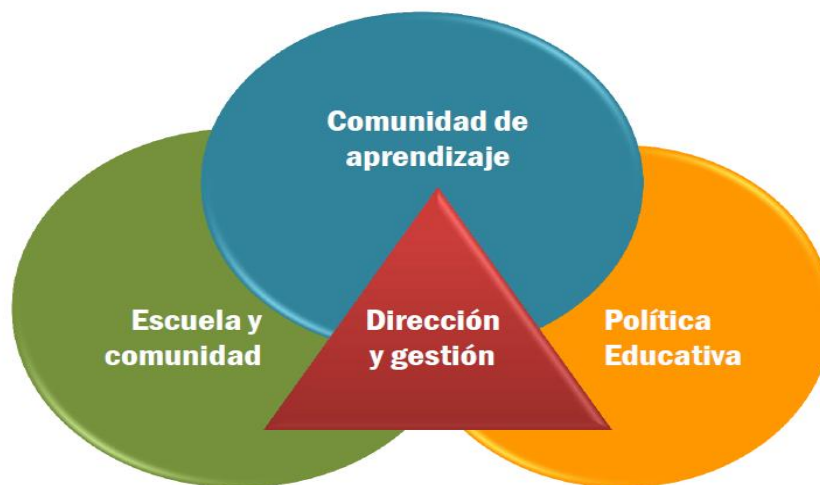 Comunidad de
aprendizaje
Escuela y
comunidad
Dirección
y gestión
Política
Educativa